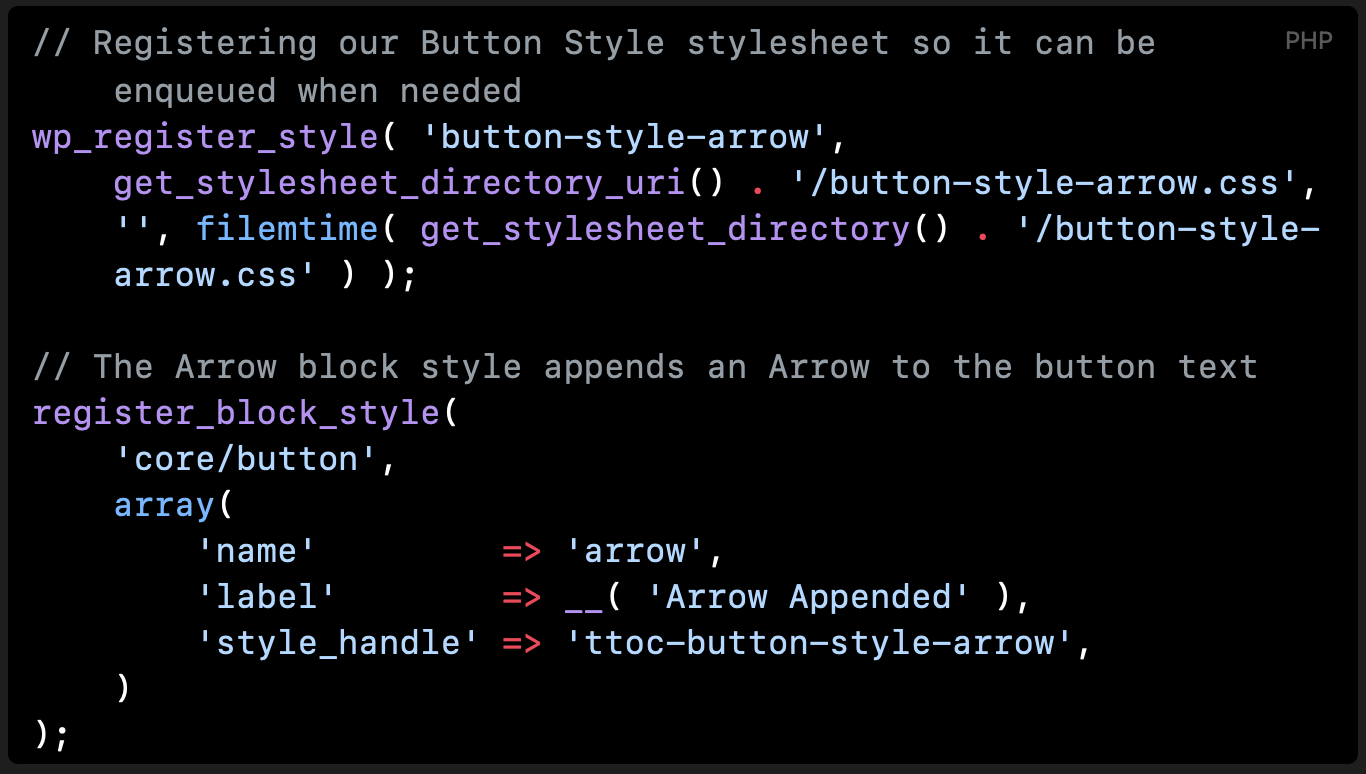 // Registering our Button Style stylesheet so it can be
PHP
enqueued when needed
wp_register_style( 'button-style-arrow',
get_stylesheet_directory_uri() . '/button-style-arrow.css',
'', filemtime( get_stylesheet_directory() . '/button-style-
arrow.css' ) );
// The Arrow block style appends an Arrow to the button text
register_block_style(
'core/button',
array(
'name' => 'arrow',
'label' => __( 'Arrow Appended' ),
'style_handle' => 'ttoc-button-style-arrow',
)
);